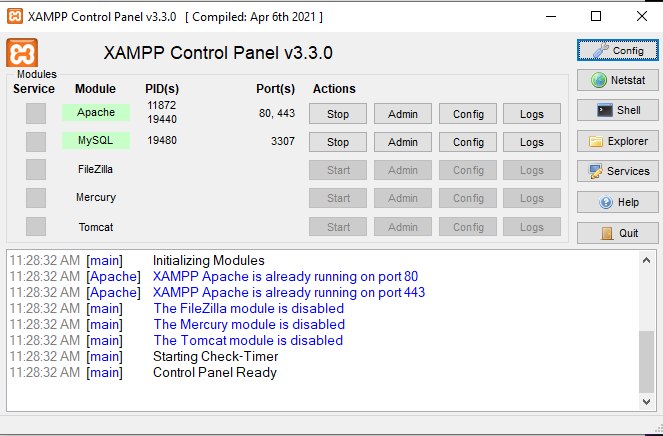 XAMPP Control Panel v3.3.0 [ Compiled: Apr 6th 2021 ]
XAMPP Control Panel v3.3.0
Config
Modules
Service Module PID(s) Port(s) Actions
Netstat
Apache 11872 19440 80, 443 Stop Admin Config Logs
Shell
MySQL 19480 3307 Stop Admin Config Logs
Explorer
FileZilla Start Admin Config Logs
Services
Mercury Start Admin Config Logs
Help
Tomcat Start Admin Config Logs
Quit
11:28:32 AM [main] Initializing Modules
11:28:32 AM [Apache] XAMPP Apache is already running on port 80
11:28:32 AM [Apache] XAMPP Apache is already running on port 443
11:28:32 AM [main] The FileZilla module is disabled
11:28:32 AM [main] The Mercury module is disabled
11:28:32 AM [main] The Tomcat module is disabled
11:28:32 AM [main] Starting Check-Timer
11:28:32 AM [main] Control Panel Ready